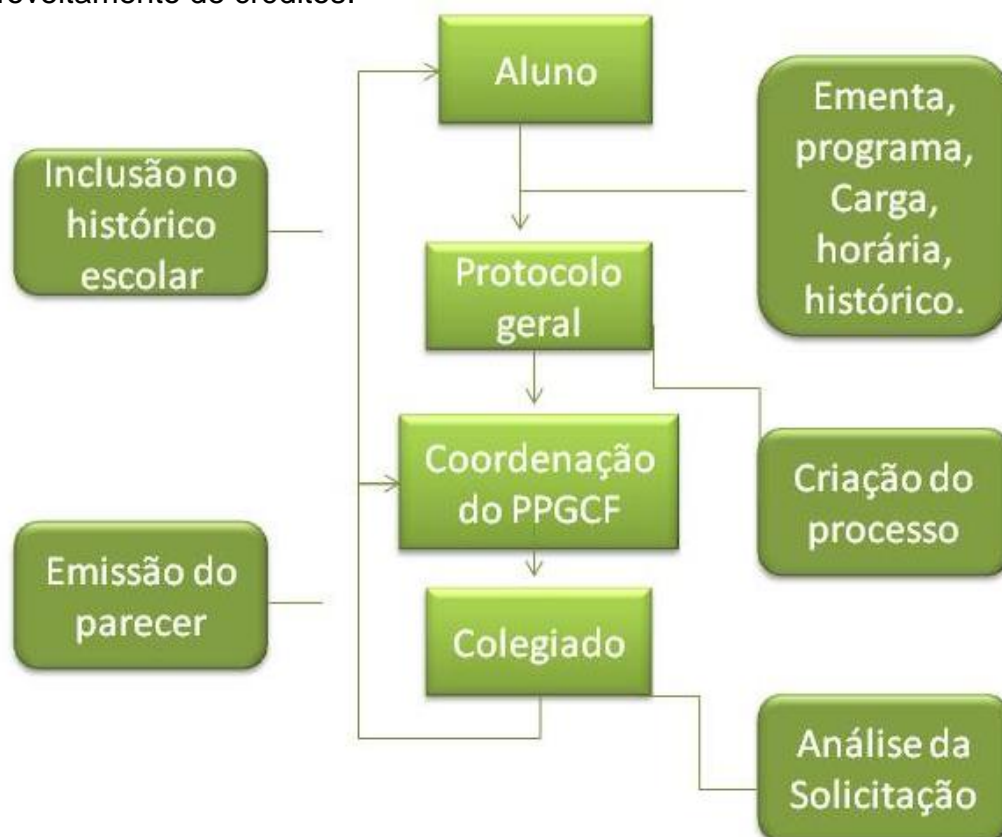 créditos.
Aluno
Ementa,
programa,
Carga,
horária,
histórico.
Inclusão no
histórico
escolar
Protocolo
geral
Coordenação
do PPGCF
Criação do
processo
Emissão do
parecer
Colegiado
Análise da
Solicitação